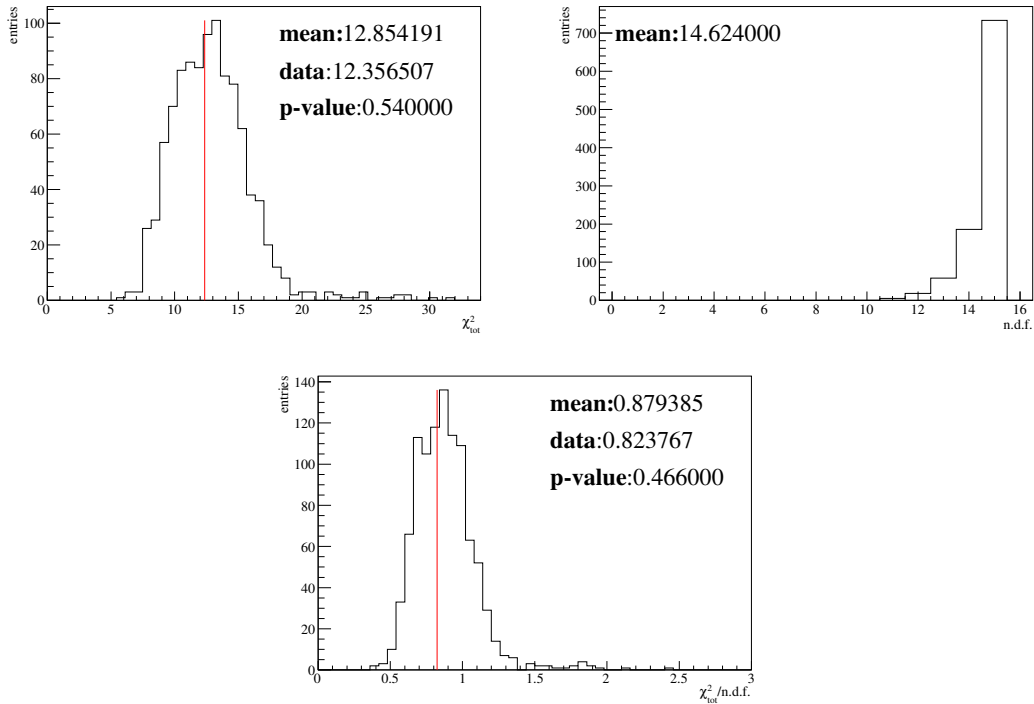 entries
100
80
60
40
20
0
mean:12.854191
data:12.356507
p-value:0.540000
0 5 10 15 20 25 30
χ²tot
entries
700
600
500
400
300
200
100
0
mean:14.624000
0 2 4 6 8 10 12 14 16
n.d.f.
entries
140
120
100
80
60
40
20
0
mean:0.879385
data:0.823767
p-value:0.466000
0 0.5 1 1.5 2 2.5 3
χ²tot/n.d.f.